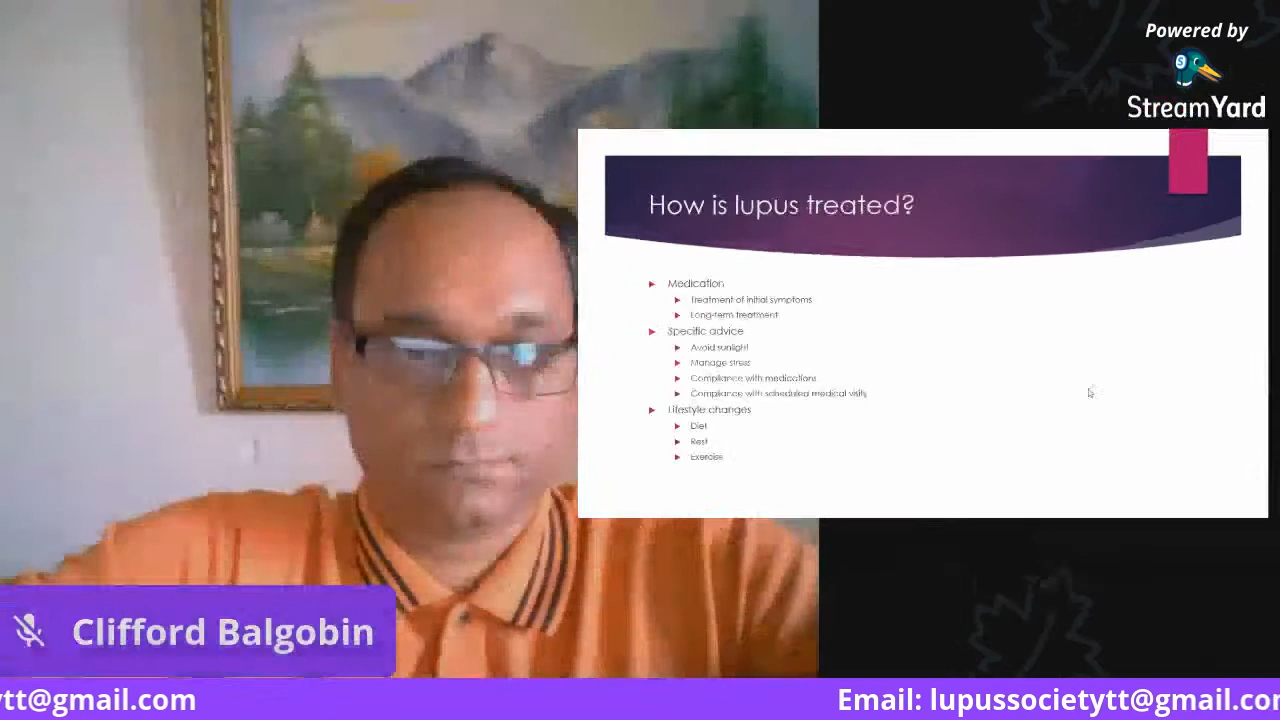 Powered by
StreamYard
How is lupus treated?
Medication
Treatment of initial symptoms
Long-term treatment
Specific advice
Avoid sunlight
Manage stress
Compliance with medications
Compliance with scheduled medical visits
Lifestyle changes
Diet
Rest
Exercise
Clifford Balgobin
ytt@gmail.com
Email: lupussocietytt@gmail.com